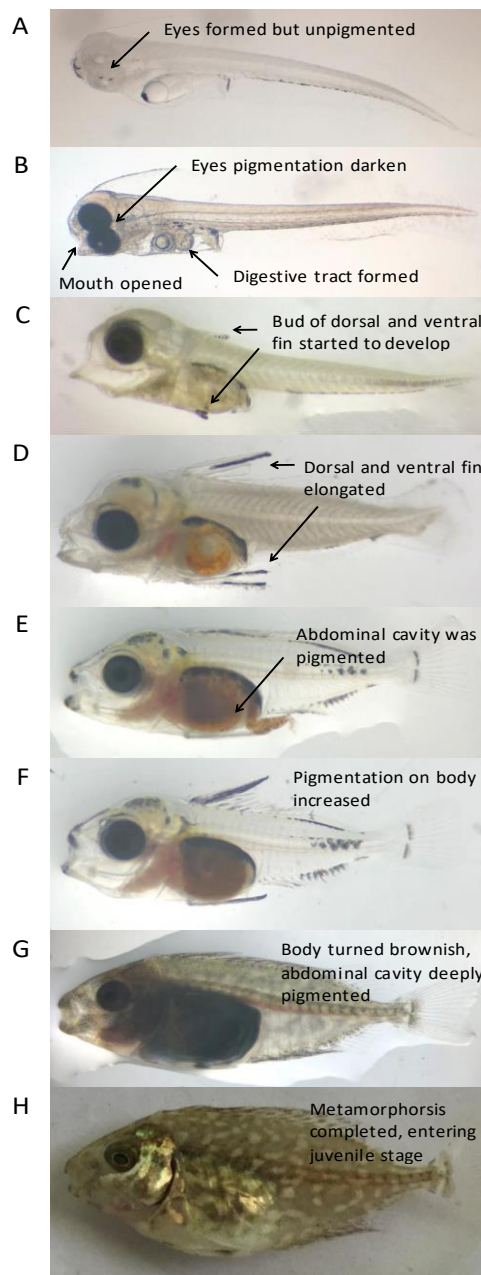 A
Eyes formed but unpigmented
B
Eyes pigmentation darken
Mouth opened
Digestive tract formed
C
Bud of dorsal and ventral
fin started to develop
D
Dorsal and ventral fin
elongated
E
Abdominal cavity was
pigmented
F
Pigmentation on body
increased
G
Body turned brownish,
abdominal cavity deeply
pigmented
H
Metamorphorsis
completed, entering
juvenile stage